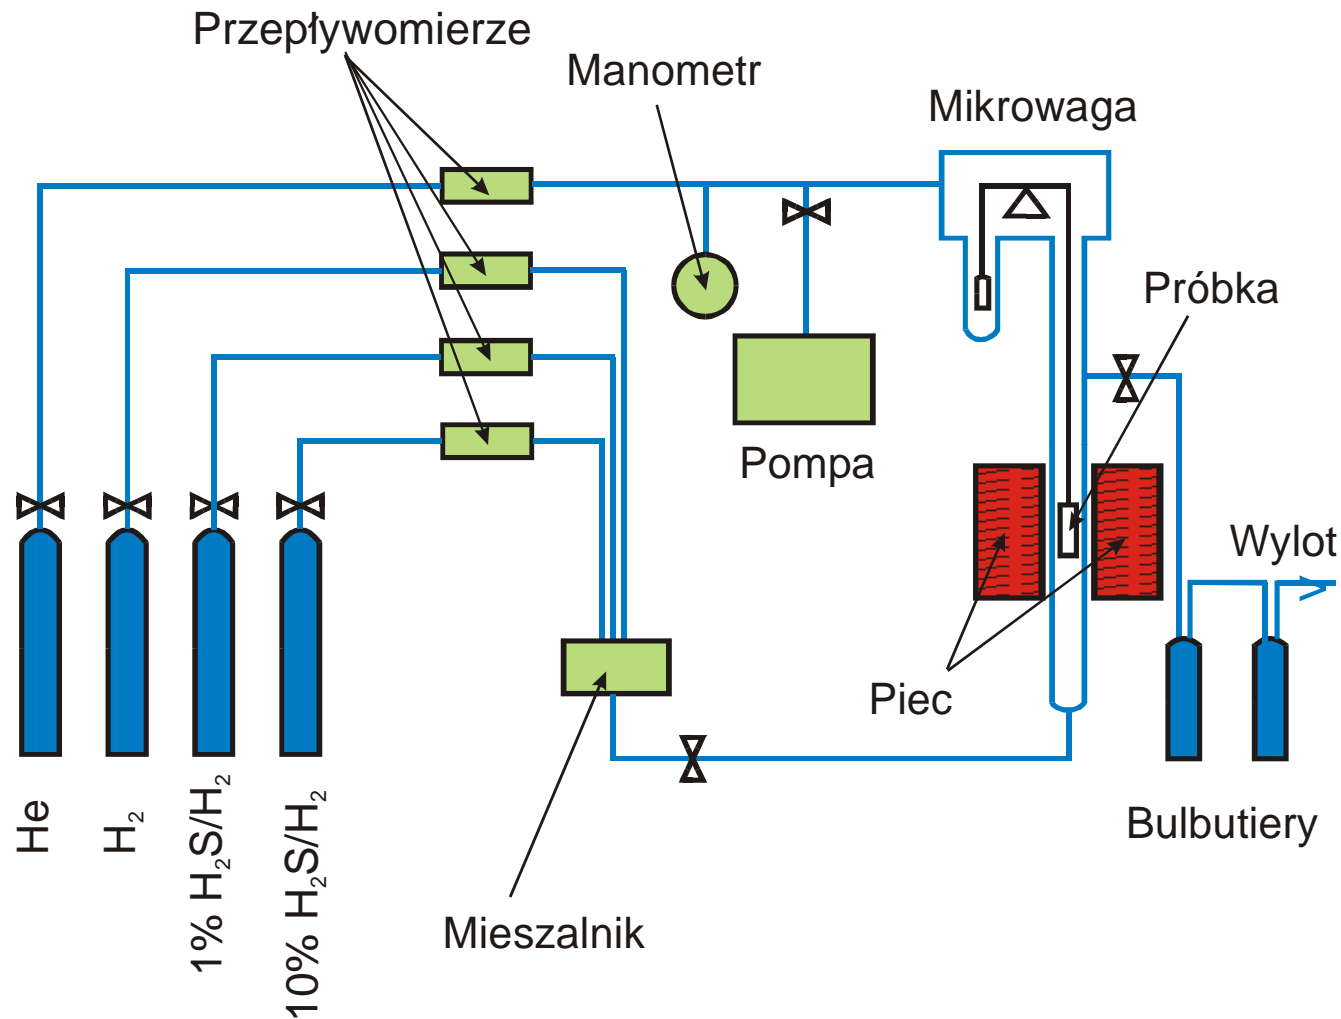 Przepływomierze
Manometr
Mikrowaga
Próbka
Pompa
Wylot
Piec
He
H₂
1% H₂S/H₂
10% H₂S/H₂
Bulbutiery
Mieszalnik